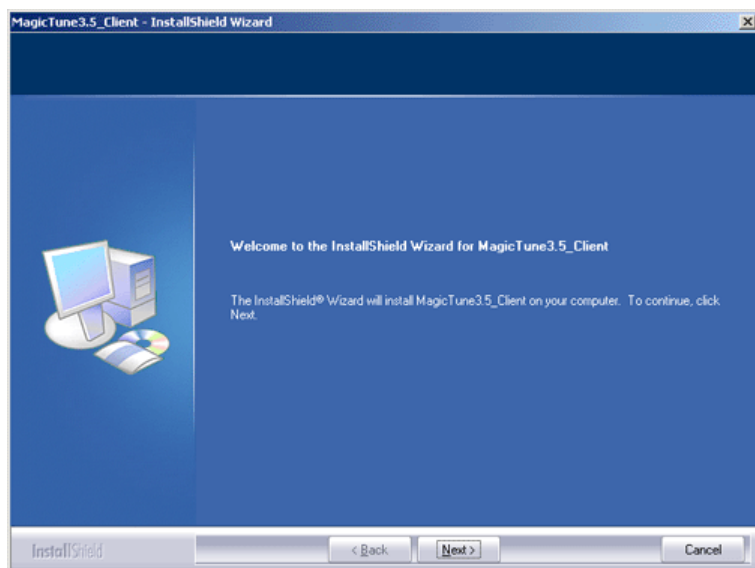 MagicTune3.5_Client - InstallShield Wizard
Welcome to the InstallShield Wizard for MagicTune3.5_Client
The InstallShield® Wizard will install MagicTune3.5_Client on your computer. To continue, click
Next.
InstallShield
< Back Next > Cancel